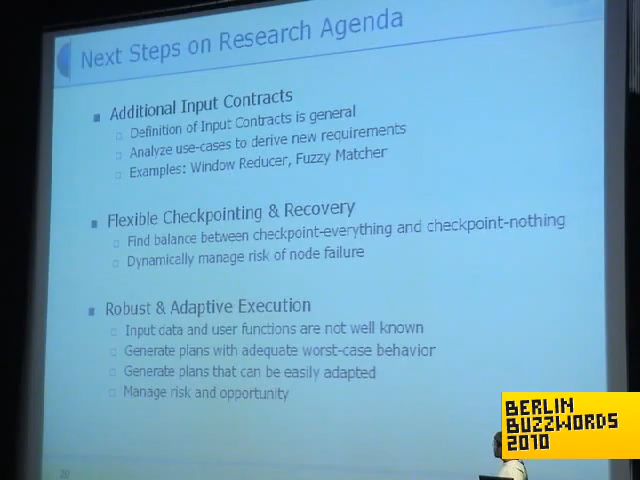 Next Steps on Research Agenda
Additional Input Contracts
Definition of Input Contracts is general
Analyze use-cases to derive new requirements
Examples: Window Reducer, Fuzzy Matcher
Flexible Checkpointing & Recovery
Find balance between checkpoint-everything and checkpoint-nothing
Dynamically manage risk of node failure
Robust & Adaptive Execution
Input data and user functions are not well known
Generate plans with adequate worst-case behavior
Generate plans that can be easily adapted
Manage risk and opportunity
20
BERLIN
BUZZWORDS
2010